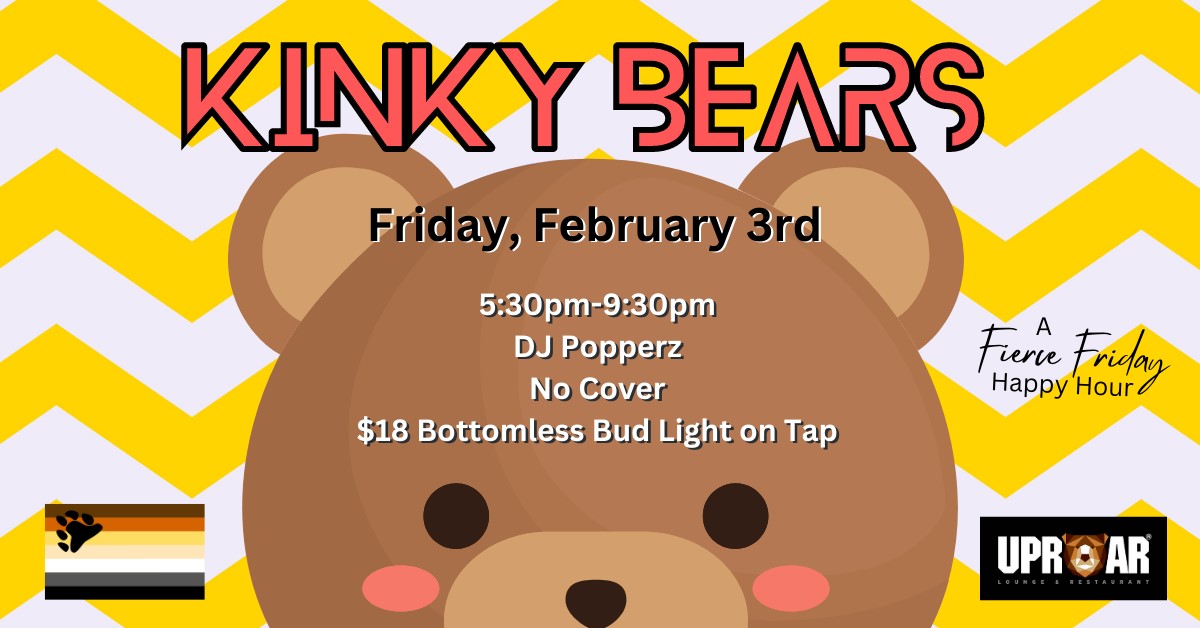 KINKY BEARS
Friday, February 3rd
5:30pm-9:30pm
DJ Popperz
No Cover
$18 Bottomless Bud Light on Tap
A
Fierce Friday
Happy Hour
UPROAR®
LOUNGE & RESTAURANT